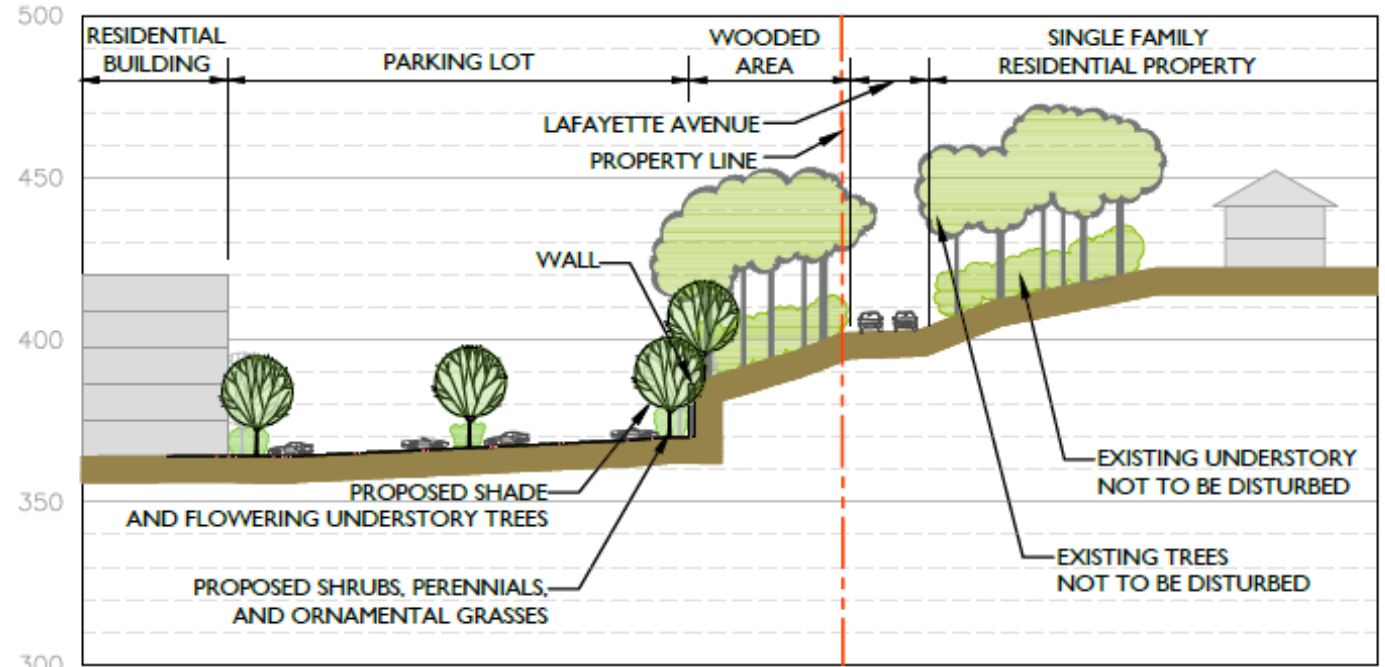 500
RESIDENTIAL
BUILDING
PARKING LOT
WOODED
AREA
SINGLE FAMILY
RESIDENTIAL PROPERTY
LAFAYETTE AVENUE
PROPERTY LINE
450
WALL
400
350
PROPOSED SHADE
AND FLOWERING UNDERSTORY TREES
PROPOSED SHRUBS, PERENNIALS,
AND ORNAMENTAL GRASSES
EXISTING UNDERSTORY
NOT TO BE DISTURBED
EXISTING TREES
NOT TO BE DISTURBED
300